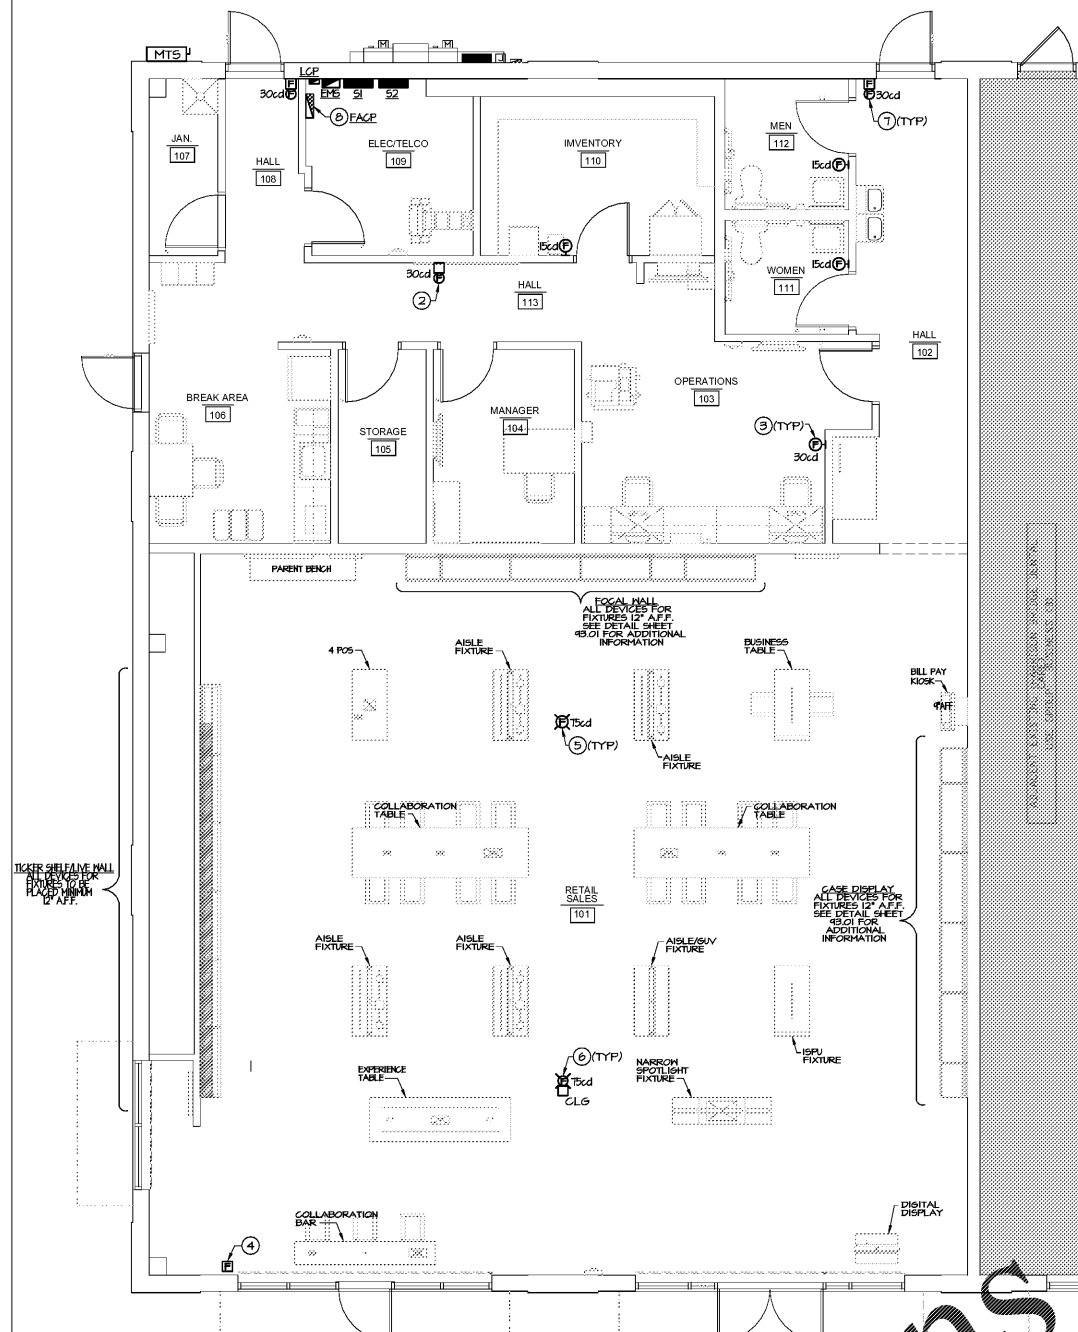 MTS
M
M
LCP
F
30cd
EMS
S1
S2
8
FACP
F
30cd
7
(TYP)
JAN.
107
HALL
108
ELEC/TELCO
109
IMVENTORY
110
MEN
112
15cd
F
15cd
F
WOMEN
111
15cd
F
30cd
F
2
HALL
113
HALL
102
BREAK AREA
106
STORAGE
105
MANAGER
104
OPERATIONS
103
3
(TYP)
F
30cd
PARENT BENCH
FOCAL WALL
ALL DEVICES FOR
FIXTURES 12" A.F.F.
SEE DETAIL SHEET
93.01 FOR ADDITIONAL
INFORMATION
4 POS
AISLE
FIXTURE
BUSINESS
TABLE
BILL PAY
KIOSK
F
75cd
5
(TYP)
AISLE
FIXTURE
COLLABORATION
TABLE
COLLABORATION
TABLE
TICKER SHELF/LIVE WALL
ALL DEVICES FOR
FIXTURES TO BE
PLACED MINIMUM
12" A.F.F.
RETAIL
SALES
101
CASE DISPLAY
ALL DEVICES FOR
FIXTURES 12" A.F.F.
SEE DETAIL SHEET
93.01 FOR
ADDITIONAL
INFORMATION
AISLE
FIXTURE
AISLE
FIXTURE
AISLE/GUV
FIXTURE
ISPU
FIXTURE
6
(TYP)
F
75cd
CLG
EXPERIENCE
TABLE
NARROW
SPOTLIGHT
FIXTURE
COLLABORATION
BAR
DIGITAL
DISPLAY
4
F